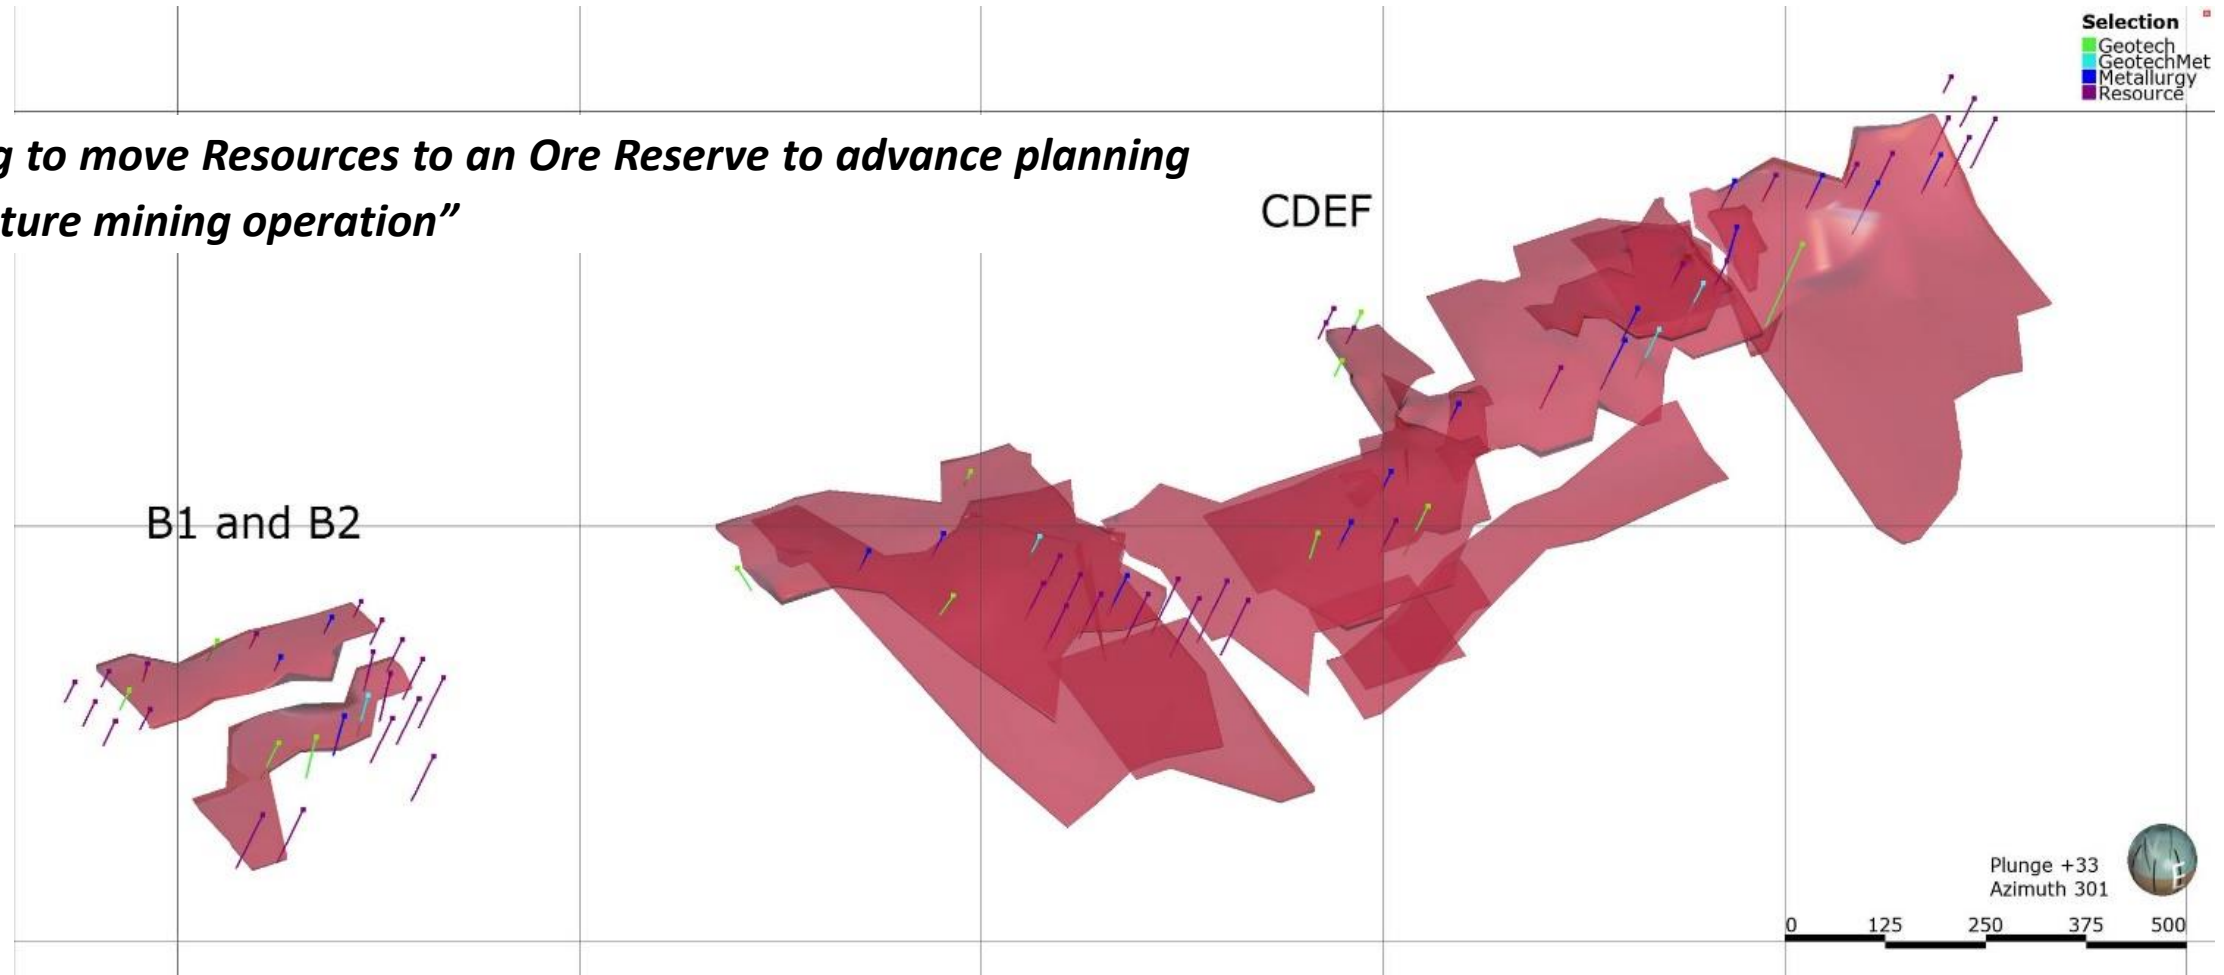 Selection
Geotech
GeotechMet
Metallurgy
Resource
to move Resources to an Ore Reserve to advance planning
mining operation”
CDEF
B1 and B2
E
Plunge +33
Azimuth 301
0 125 250 375 500